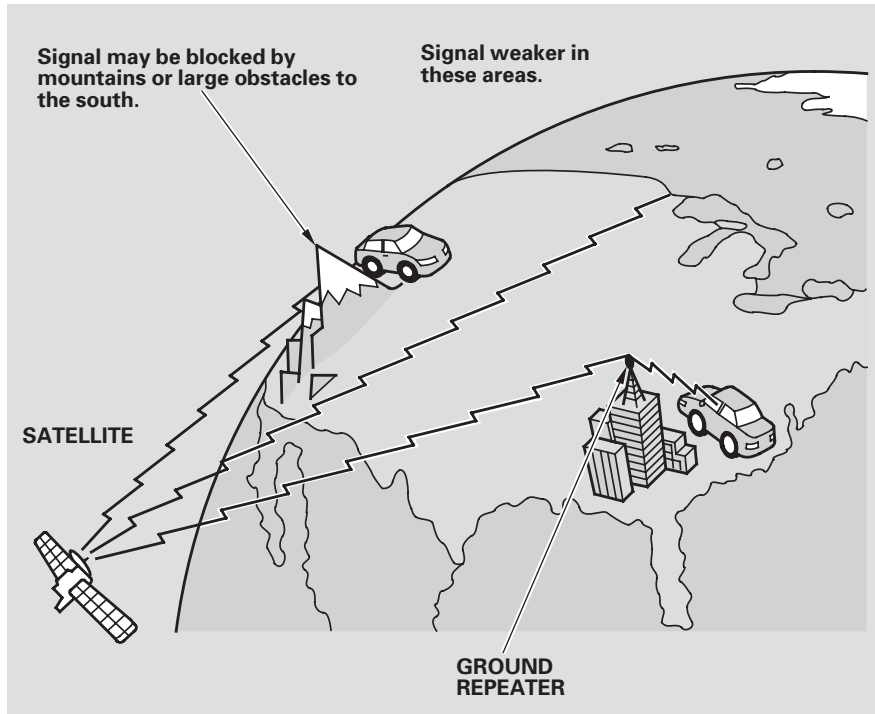 Signal may be blocked by
mountains or large obstacles to
the south.
Signal weaker in
these areas.
SATELLITE
GROUND
REPEATER